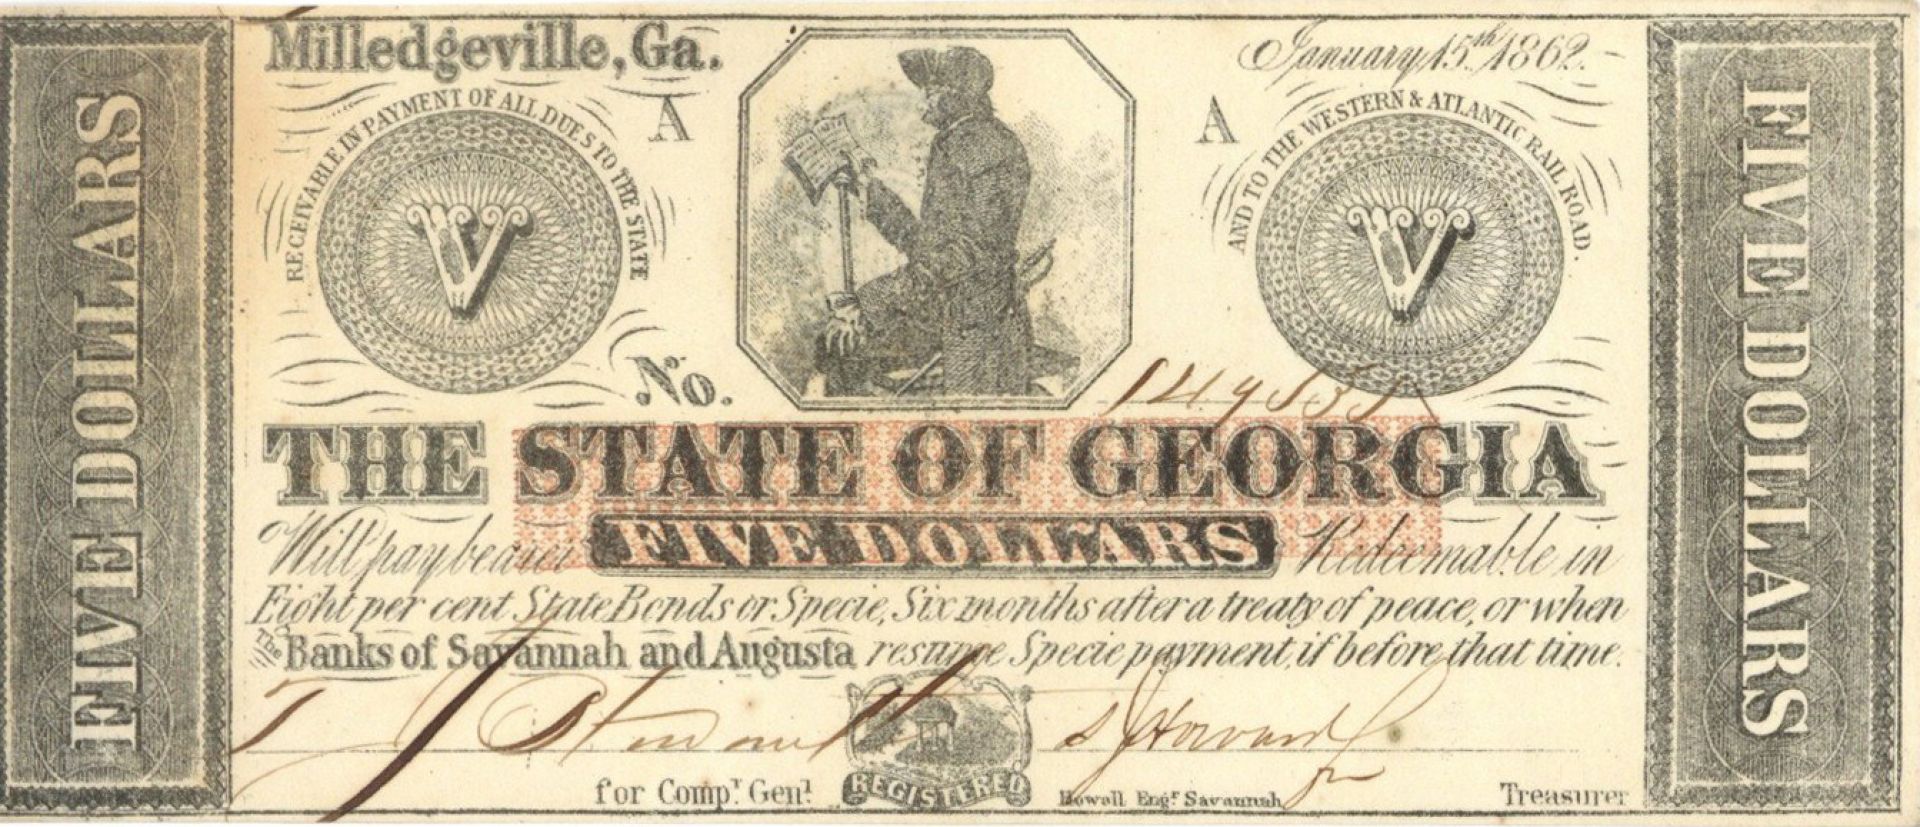 Milledgeville, Ga.
January 15th 1862.
FIVE DOLLARS
RECEIVABLE IN PAYMENT OF ALL DUES TO THE STATE
A
A
AND TO THE WESTERN & ATLANTIC RAIL ROAD.
FIVE DOLLARS
V
V
No.
THE STATE OF GEORGIA
Will pay bearer FIVE DOLLARS Redeemable in
Eight per cent State Bonds or Specie, Six months after a treaty of peace, or when
The Banks of Savannah and Augusta resume Specie payment, if before that time.
for Compr Genl
REGISTERED
Howell Engr Savannah
Treasurer